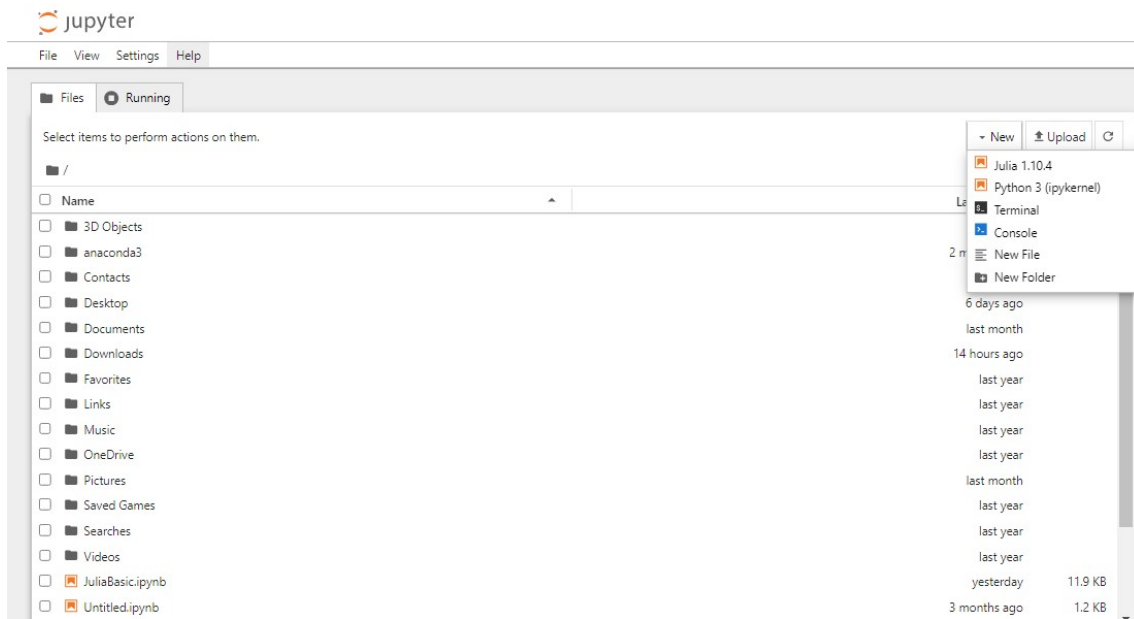 jupyter
File View Settings Help
Files Running
Select items to perform actions on them.
New Upload
/
Julia 1.10.4
Python 3 (ipykernel)
Terminal
Console
New File
New Folder
Name La
3D Objects
anaconda3 2 m
Contacts
Desktop 6 days ago
Documents last month
Downloads 14 hours ago
Favorites last year
Links last year
Music last year
OneDrive last year
Pictures last month
Saved Games last year
Searches last year
Videos last year
JuliaBasic.ipynb yesterday 11.9 KB
Untitled.ipynb 3 months ago 1.2 KB